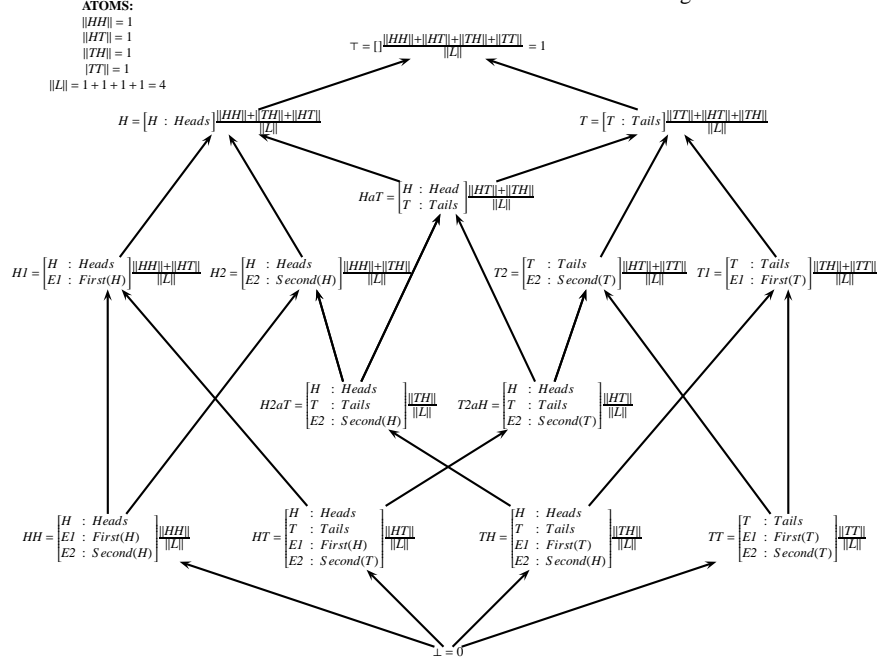 ATOMS:
||HH|| = 1
||HT|| = 1
||TH|| = 1
|TT|| = 1
||L|| = 1 + 1 + 1 + 1 = 4
⊤ = [] ||HH||+||HT||+||TH||+||TT|| / ||L|| = 1
H = [H : Heads] ||HH||+||TH||+||HT|| / ||L||
T = [T : Tails] ||TT||+||HT||+||TH|| / ||L||
HaT = [H : Head
T : Tails] ||HT||+||TH|| / ||L||
H1 = [H : Heads
E1 : First(H)] ||HH||+||HT|| / ||L||
H2 = [H : Heads
E2 : Second(H)] ||HH||+||TH|| / ||L||
T2 = [T : Tails
E2 : Second(T)] ||HT||+||TT|| / ||L||
T1 = [T : Tails
E1 : First(T)] ||TH||+||TT|| / ||L||
H2aT = [H : Heads
T : Tails
E2 : Second(H)] ||TH|| / ||L||
T2aH = [H : Heads
T : Tails
E2 : Second(T)] ||HT|| / ||L||
HH = [H : Heads
E1 : First(H)
E2 : Second(H)] ||HH|| / ||L||
HT = [H : Heads
T : Tails
E1 : First(H)
E2 : Second(T)] ||HT|| / ||L||
TH = [H : Heads
T : Tails
E1 : First(T)
E2 : Second(H)] ||TH|| / ||L||
TT = [T : Tails
E1 : First(T)
E2 : Second(T)] ||TT|| / ||L||
⊥ = 0